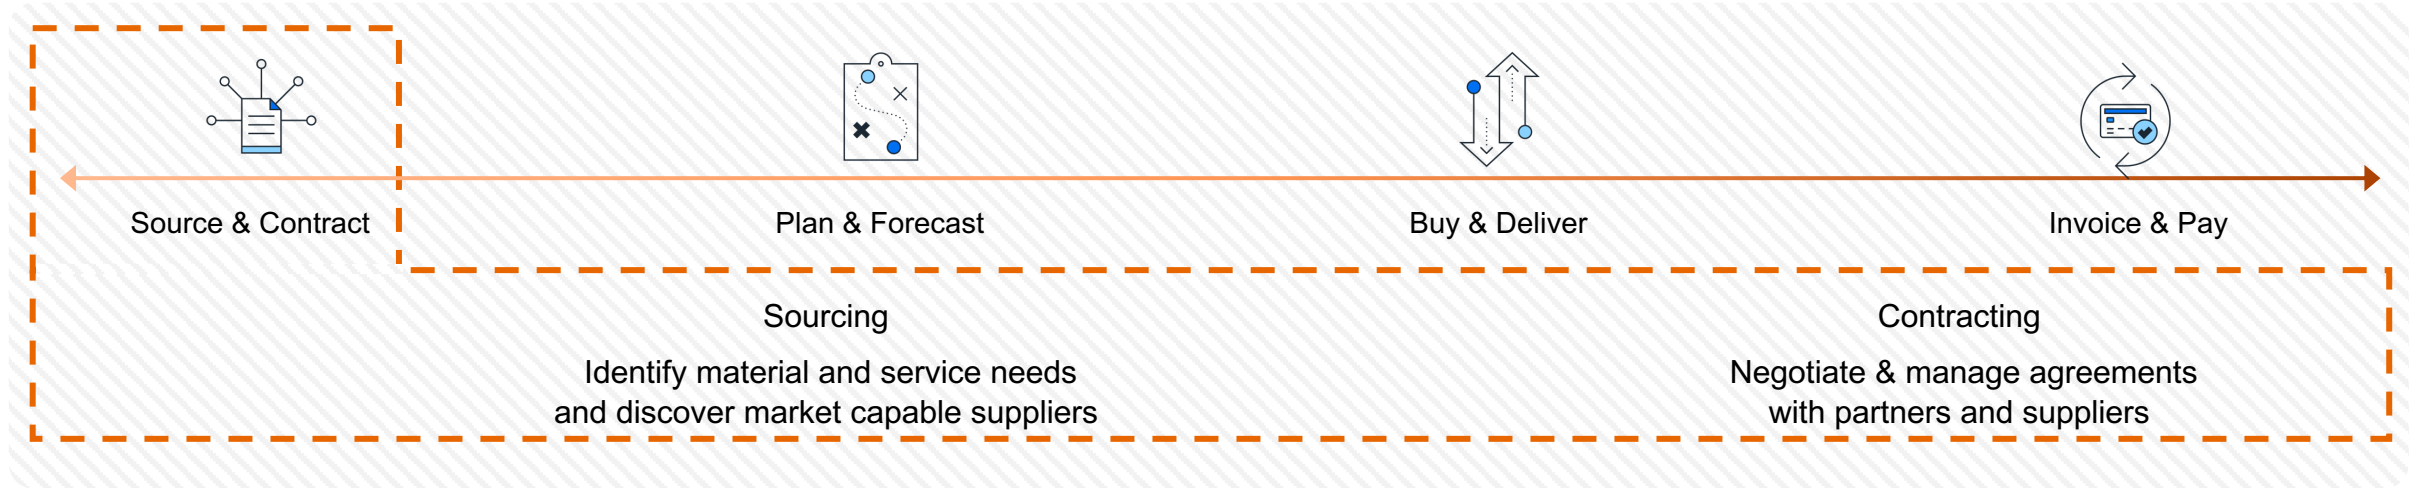 Source & Contract
Plan & Forecast
Buy & Deliver
Invoice & Pay
Sourcing
Identify material and service needs
and discover market capable suppliers
Contracting
Negotiate & manage agreements
with partners and suppliers